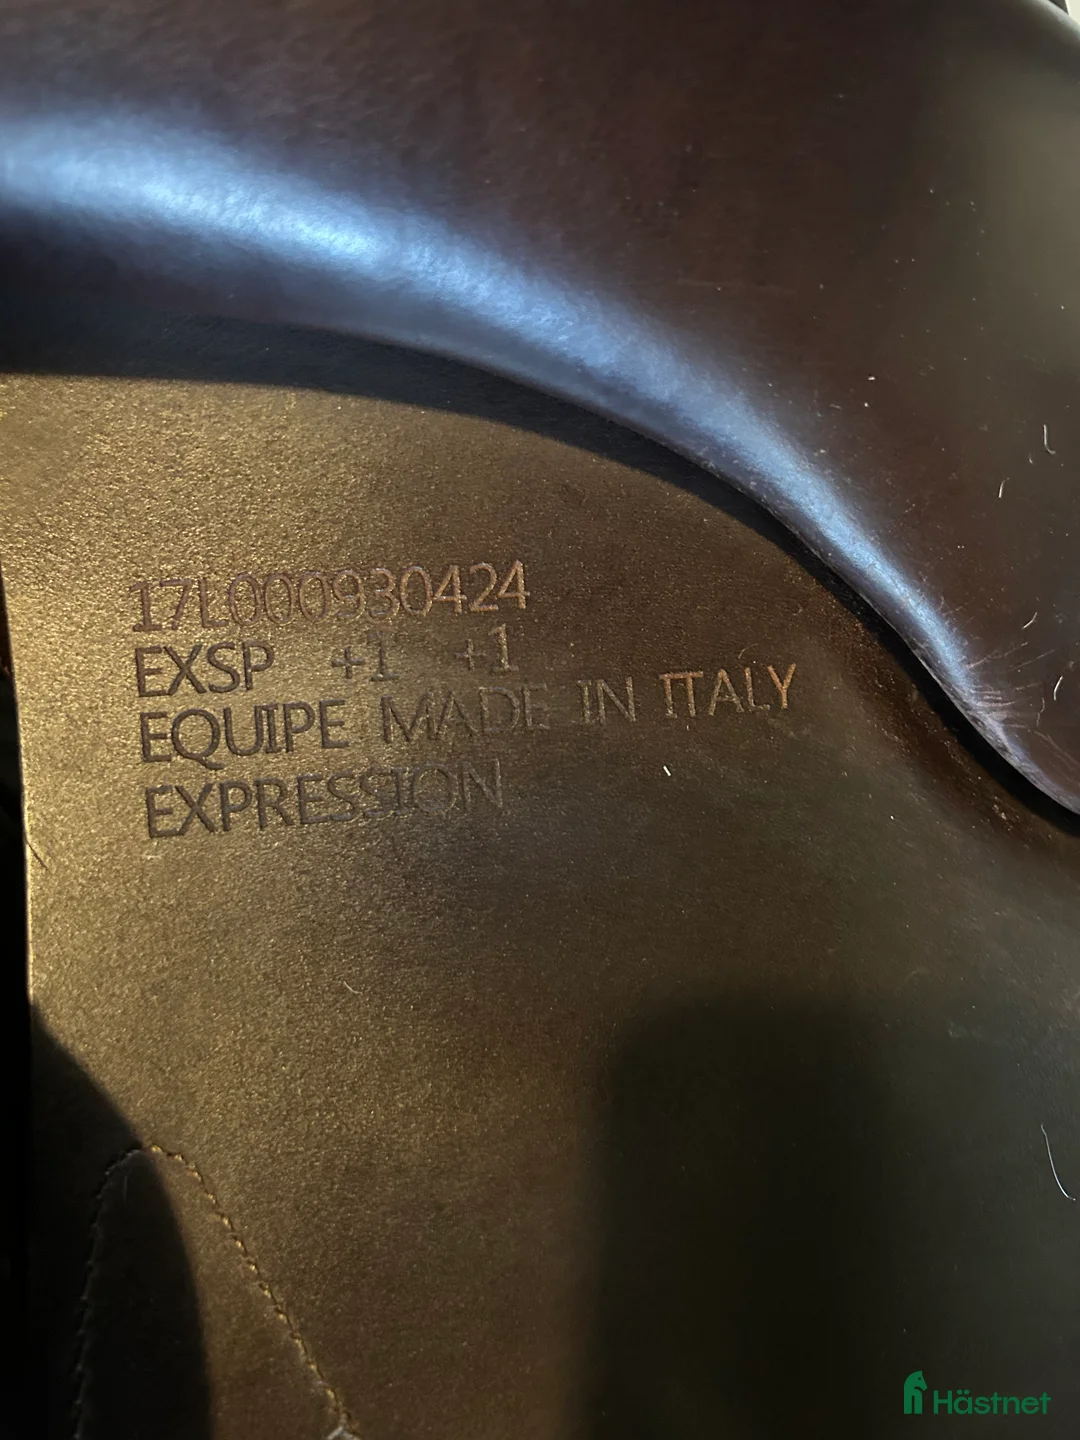 17L000930424
EXSP +1 +1
EQUIPE MADE IN ITALY
EXPRESSION
Hästnet